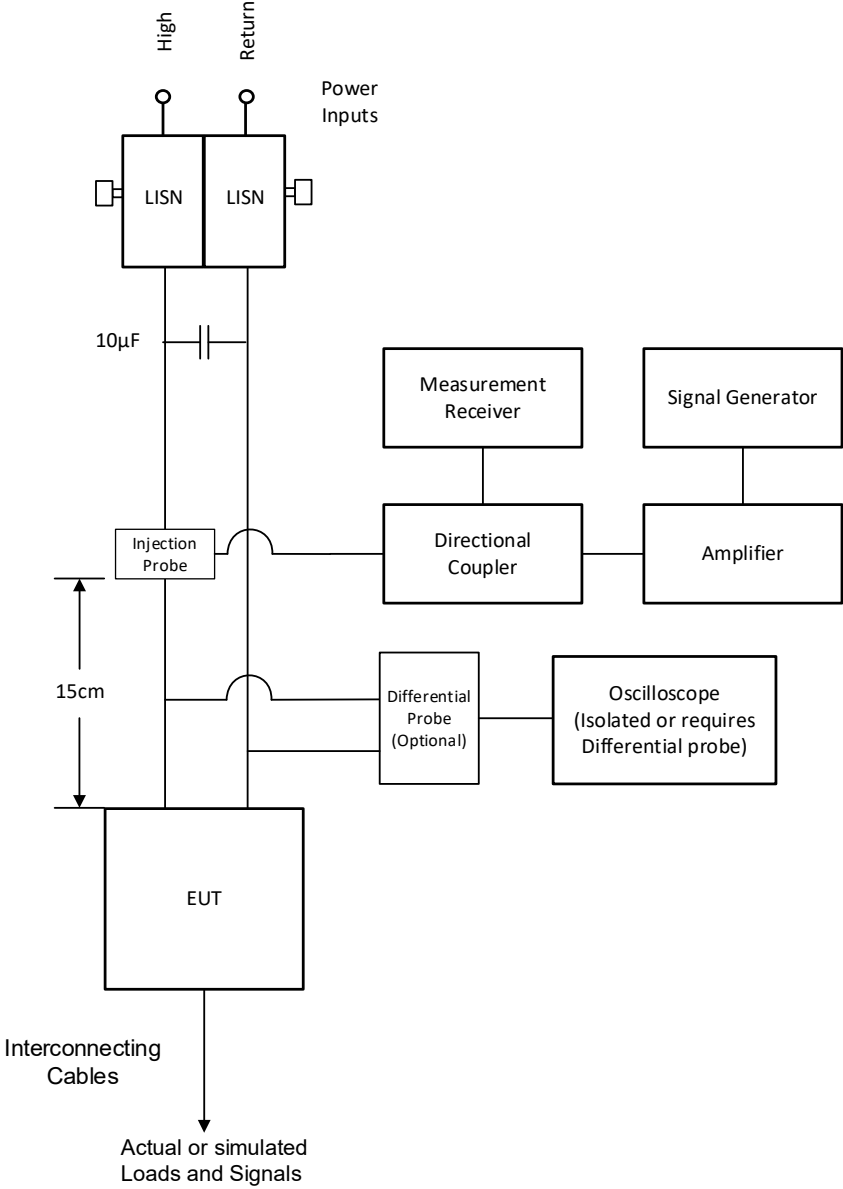 High
Return
Power
Inputs
LISN
LISN
10µF
Measurement
Receiver
Signal Generator
Injection
Probe
Directional
Coupler
Amplifier
15cm
Differential
Probe
(Optional)
Oscilloscope
(Isolated or requires
Differential probe)
EUT
Interconnecting
Cables
Actual or simulated
Loads and Signals